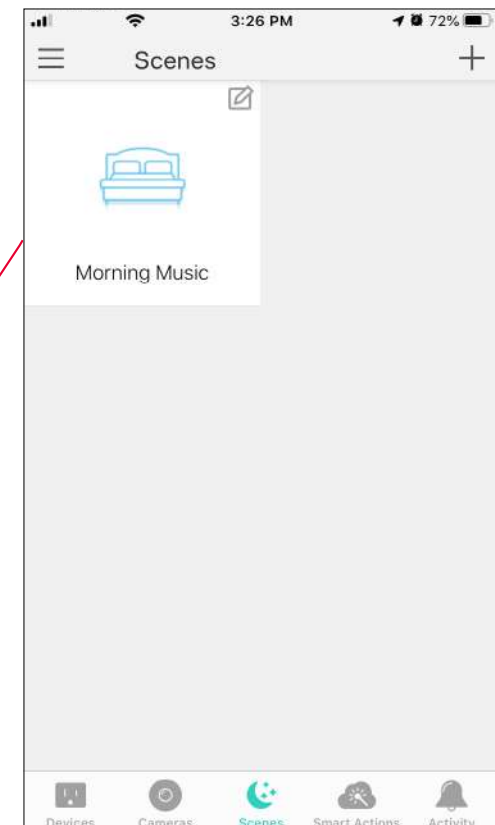 3:26 PM 72%
Scenes
Morning Music
Devices Cameras Scenes Smart Actions Activity